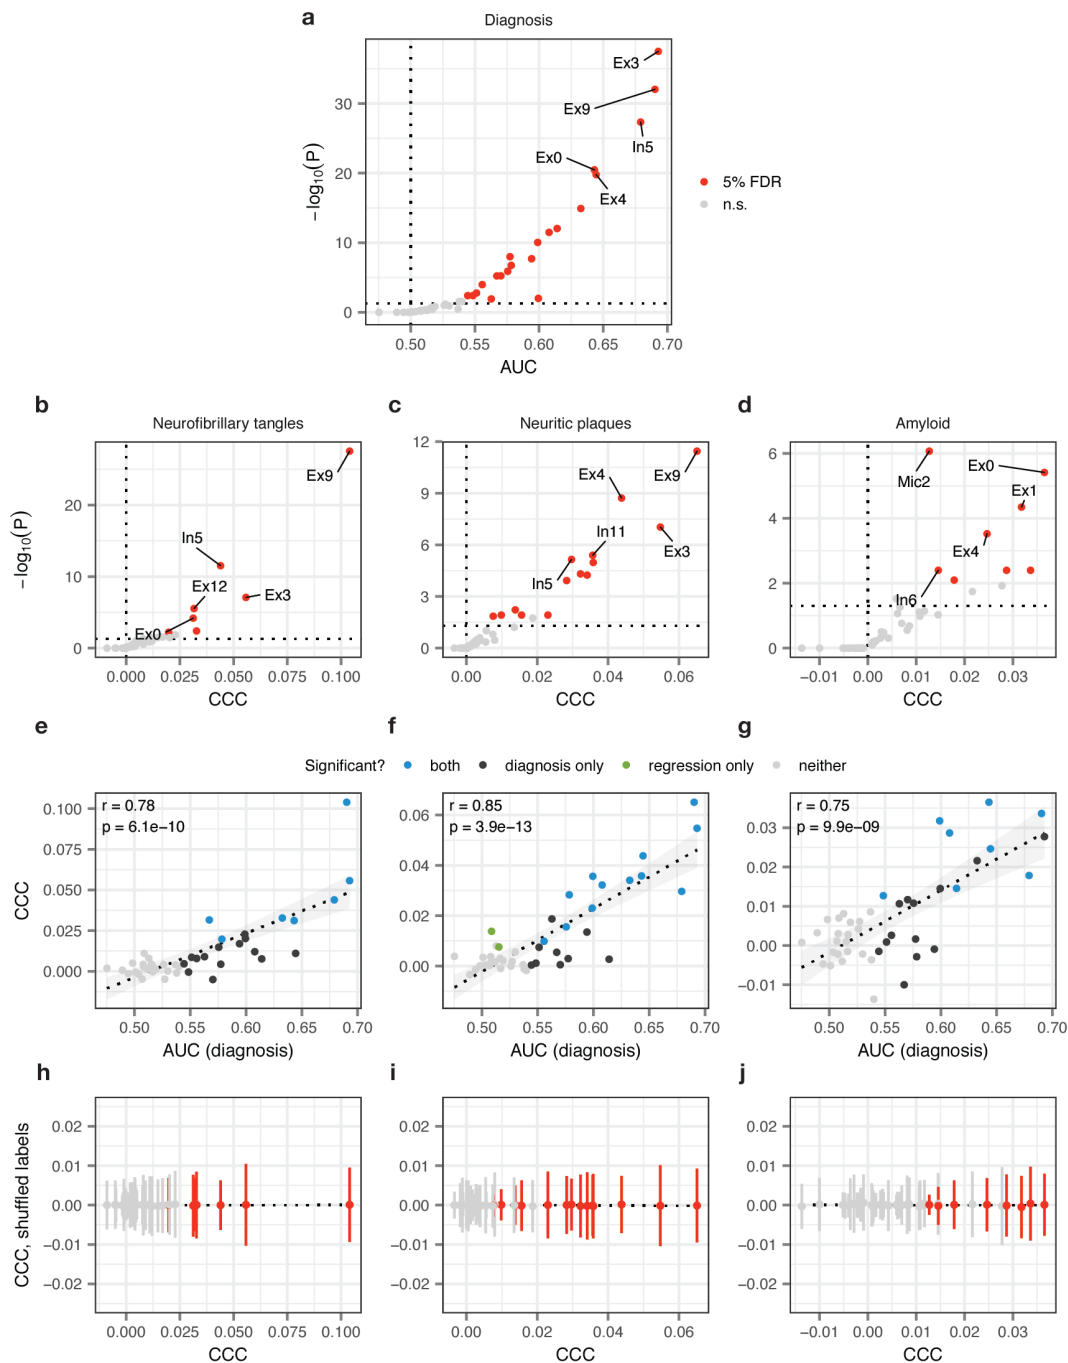 a
Diagnosis
Ex3
Ex9
In5
Ex0
Ex4
−log10(P)
30
20
10
0
0.50 0.55 0.60 0.65 0.70
AUC
5% FDR
n.s.
b
Neurofibrillary tangles
Ex9
In5
Ex12
Ex3
Ex0
−log10(P)
20
10
0
0.000 0.025 0.050 0.075 0.100
CCC
c
Neuritic plaques
Ex4
Ex9
In11
Ex3
In5
12
9
6
3
0
0.00 0.02 0.04 0.06
CCC
d
Amyloid
Mic2
Ex0
Ex1
Ex4
In6
6
4
2
0
−0.01 0.00 0.01 0.02 0.03
CCC
e
f
g
Significant? both diagnosis only regression only neither
r = 0.78
p = 6.1e−10
CCC
0.100
0.075
0.050
0.025
0.000
0.50 0.55 0.60 0.65 0.70
AUC (diagnosis)
r = 0.85
p = 3.9e−13
0.06
0.04
0.02
0.00
0.50 0.55 0.60 0.65 0.70
AUC (diagnosis)
r = 0.75
p = 9.9e−09
0.03
0.02
0.01
0.00
−0.01
0.50 0.55 0.60 0.65 0.70
AUC (diagnosis)
h
CCC, shuffled labels
0.02
0.01
0.00
−0.01
−0.02
0.000 0.025 0.050 0.075 0.100
CCC
i
0.02
0.01
0.00
−0.01
−0.02
0.00 0.02 0.04 0.06
CCC
j
0.02
0.01
0.00
−0.01
−0.02
−0.01 0.00 0.01 0.02 0.03
CCC